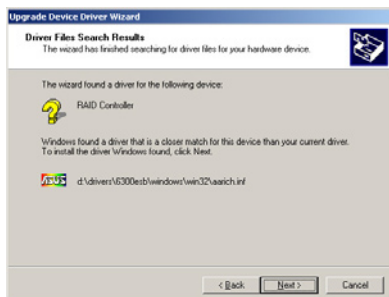 Upgrade Device Driver Wizard
Driver Files Search Results
The wizard has finished searching for driver files for your hardware device.
The wizard found a driver for the following device:
RAID Controller
Windows found a driver that is a closer match for this device than your current driver.
To install the driver Windows found, click Next.
d:\drivers\6300esb\windows\win32\aarich.inf
< Back
Next >
Cancel